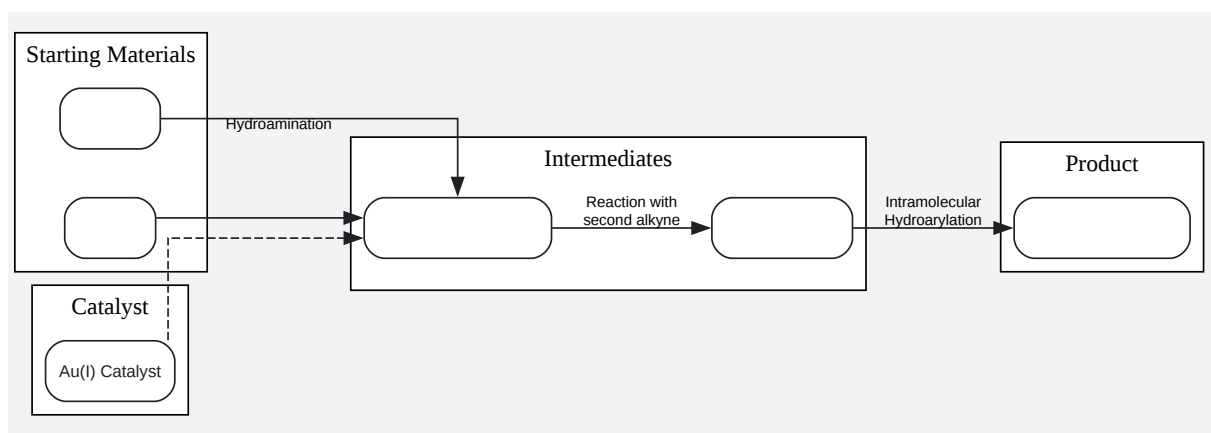 Starting Materials
Hydroamination
Intermediates
Reaction with
second alkyne
Intramolecular
Hydroarylation
Product
Catalyst
Au(I) Catalyst